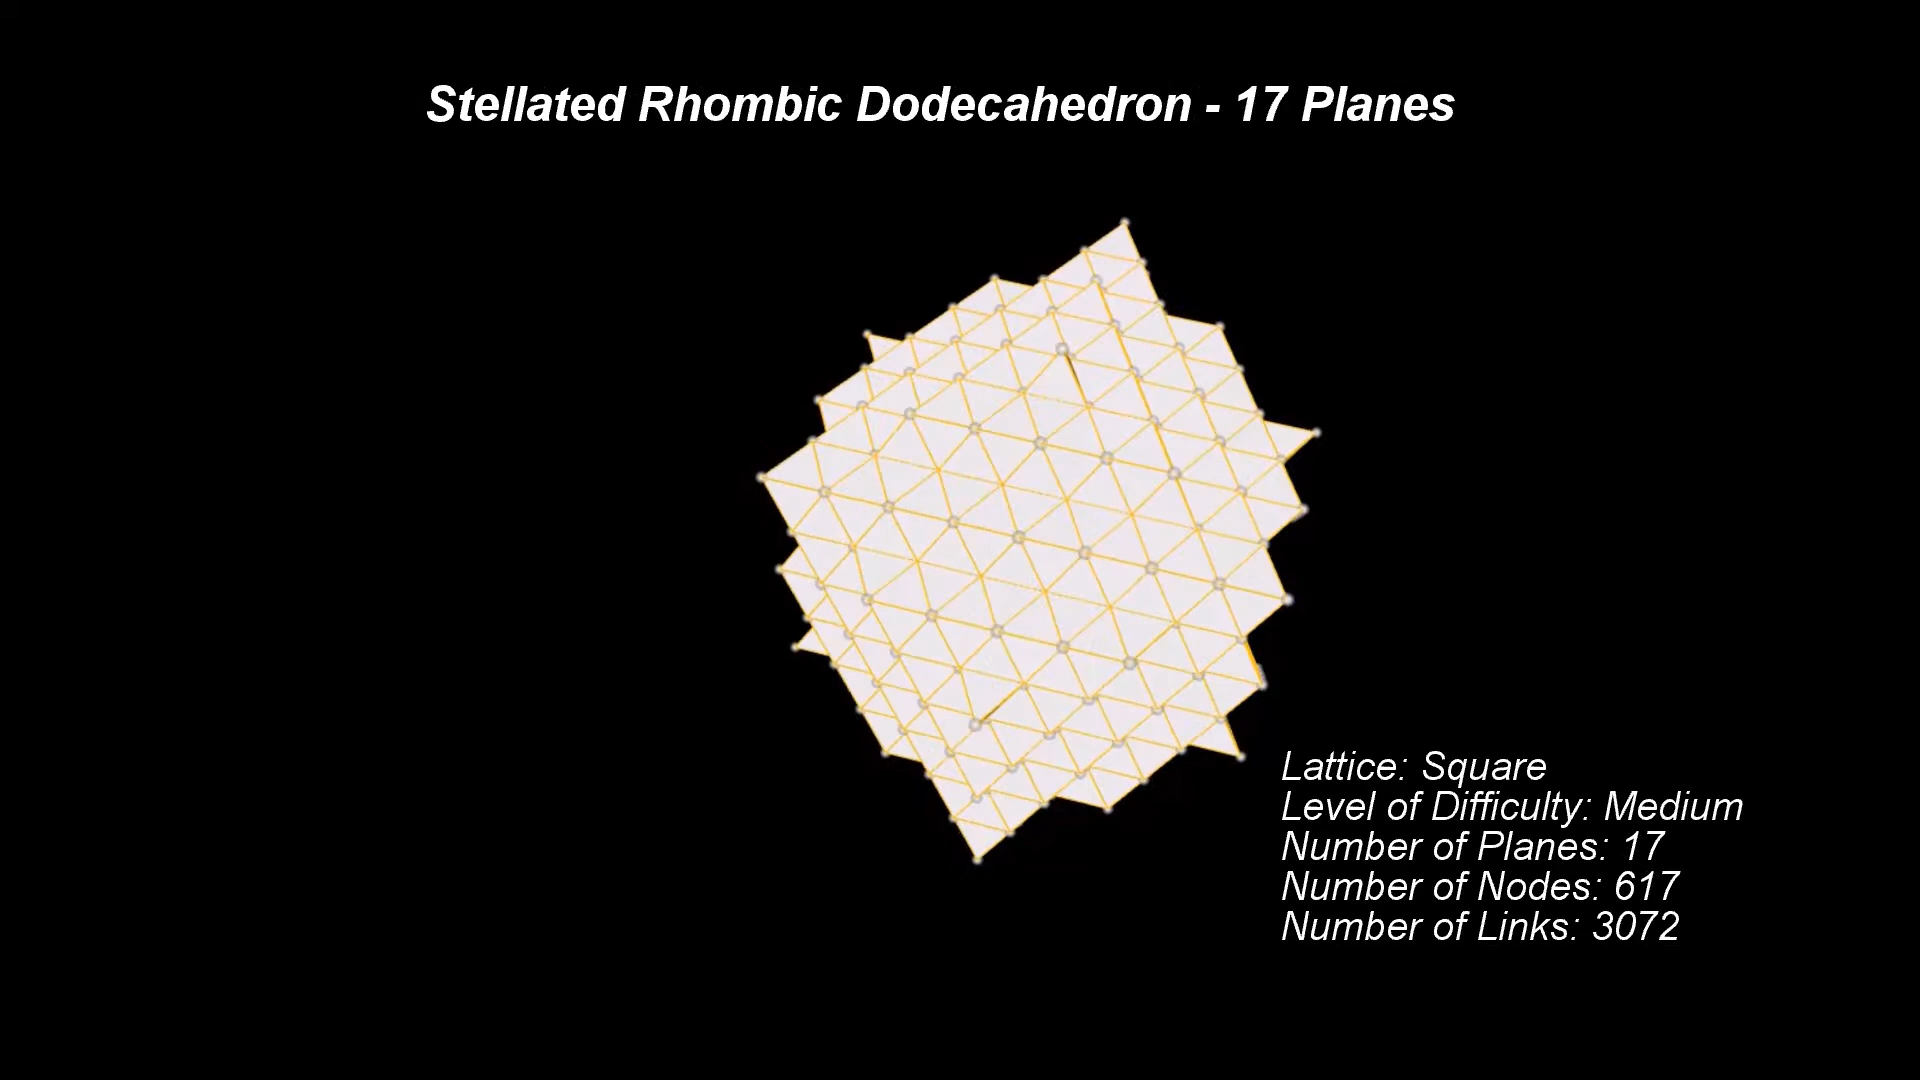 Stellated Rhombic Dodecahedron - 17 Planes
Lattice: Square
Level of Difficulty: Medium
Number of Planes: 17
Number of Nodes: 617
Number of Links: 3072